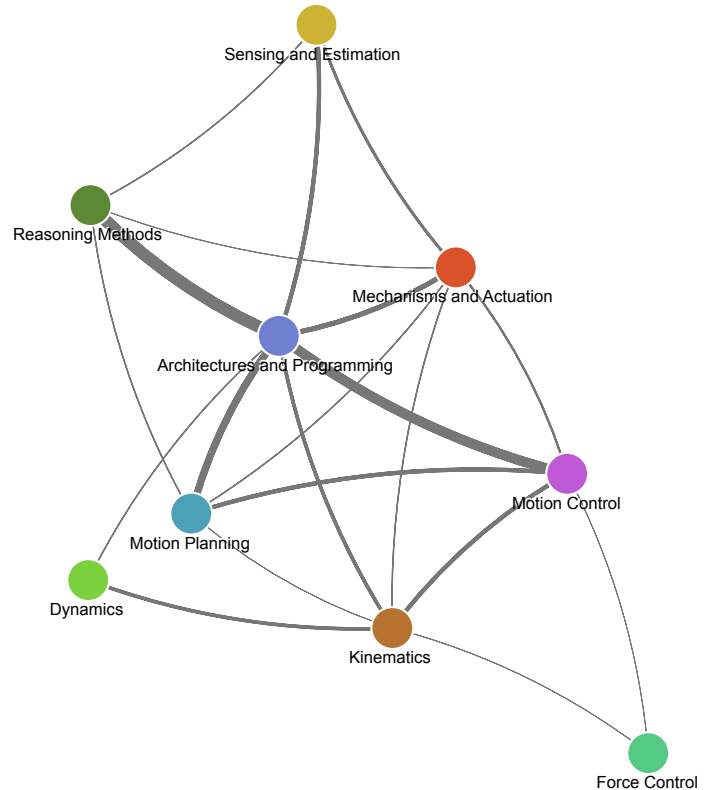 Sensing and Estimation
Reasoning Methods
Mechanisms and Actuation
Architectures and Programming
Motion Control
Motion Planning
Dynamics
Kinematics
Force Control